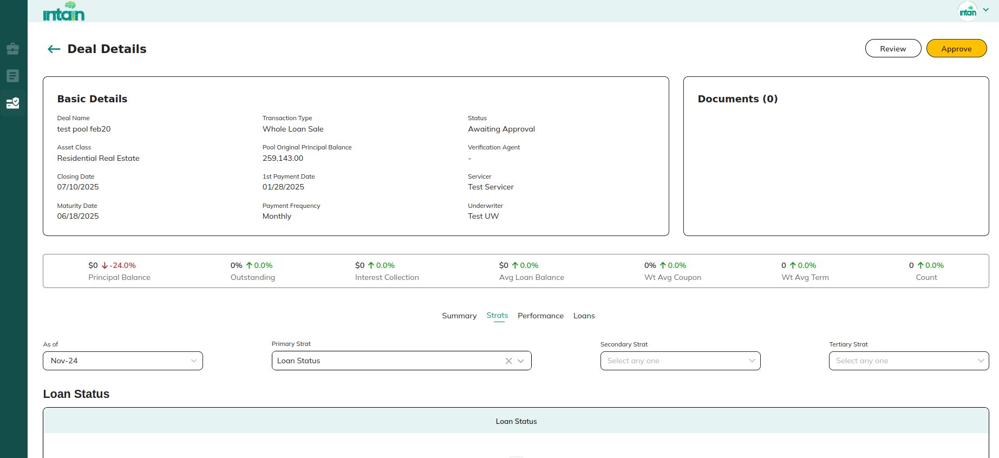 intain
intain
Deal Details
Review
Approve
Basic Details
Deal Name
test pool feb20
Transaction Type
Whole Loan Sale
Status
Awaiting Approval
Asset Class
Residential Real Estate
Pool Original Principal Balance
259,143.00
Verification Agent
-
Closing Date
07/10/2025
1st Payment Date
01/28/2025
Servicer
Test Servicer
Maturity Date
06/18/2025
Payment Frequency
Monthly
Underwriter
Test UW
Documents (0)
$0 ↓ -24.0%
Principal Balance
0% ↑ 0.0%
Outstanding
$0 ↑ 0.0%
Interest Collection
$0 ↑ 0.0%
Avg Loan Balance
0% ↑ 0.0%
Wt Avg Coupon
0 ↑ 0.0%
Wt Avg Term
0 ↑ 0.0%
Count
Summary Strats Performance Loans
As of
Nov-24
Primary Strat
Loan Status
Secondary Strat
Select any one
Tertiary Strat
Select any one
Loan Status
Loan Status